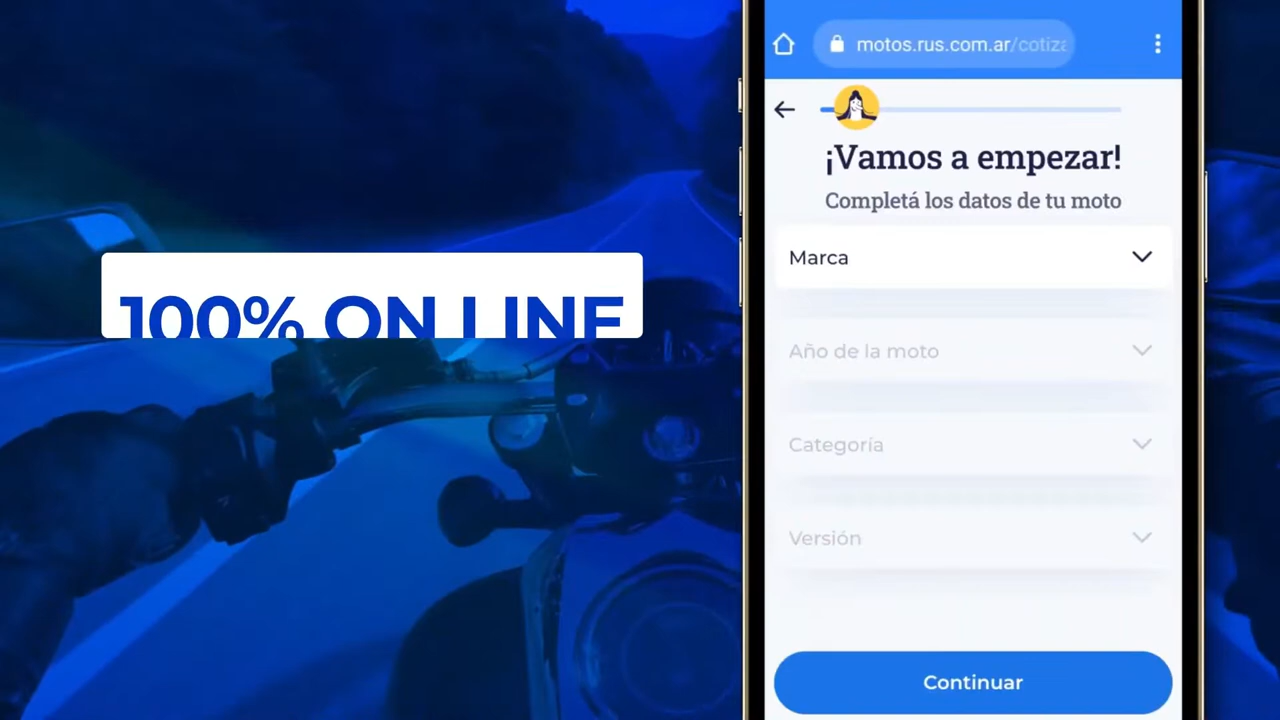 100% ON LINE
motos.rus.com.ar/cotiza
¡Vamos a empezar!
Completá los datos de tu moto
Marca
Año de la moto
Categoría
Versión
Continuar